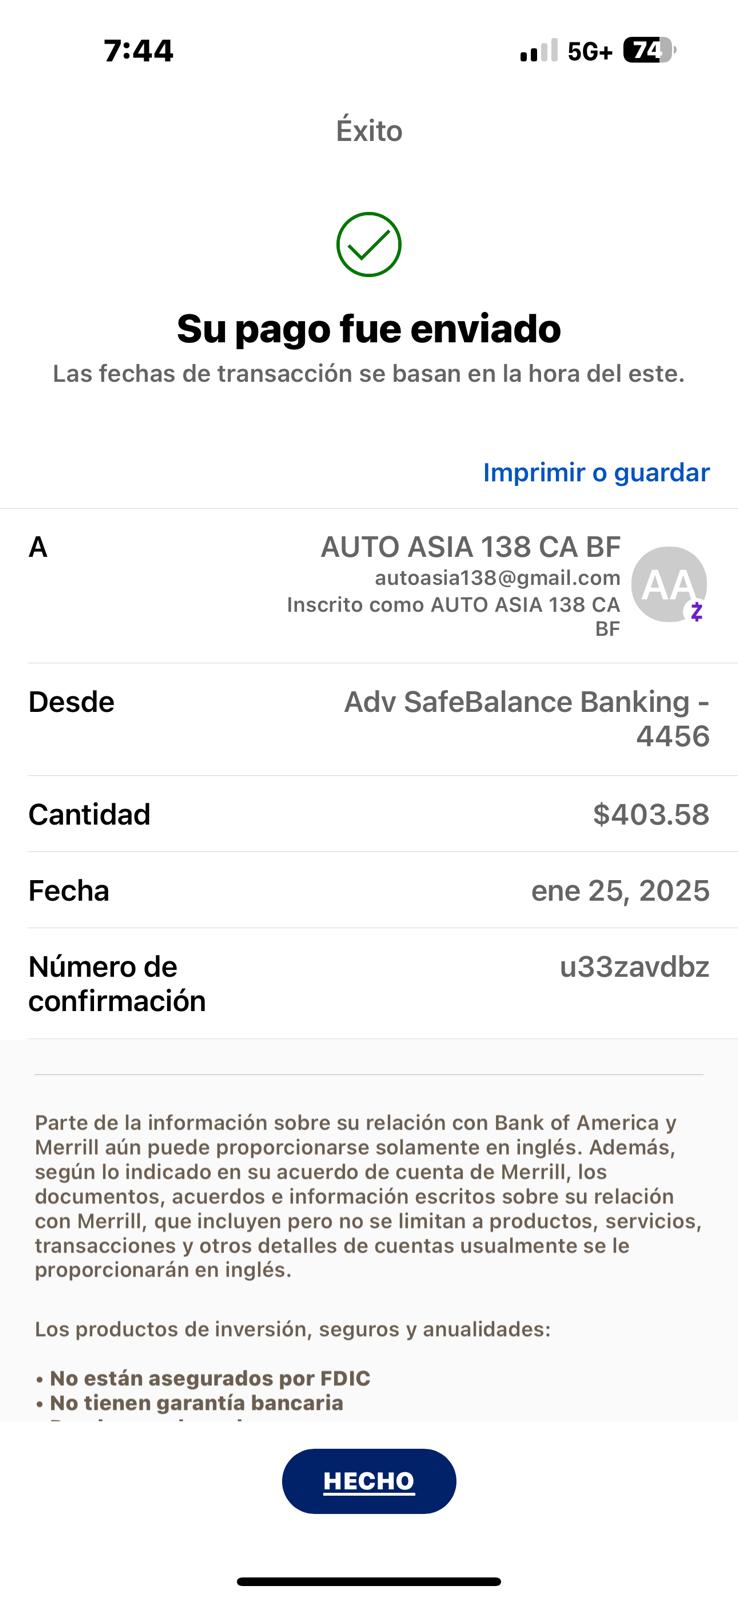 7:44
5G+
74
Éxito
Su pago fue enviado
Las fechas de transacción se basan en la hora del este.
Imprimir o guardar
A
AUTO ASIA 138 CA BF
autoasia138@gmail.com
Inscrito como AUTO ASIA 138 CA
BF
AA
Desde
Adv SafeBalance Banking -
4456
Cantidad
$403.58
Fecha
ene 25, 2025
Número de
confirmación
u33zavdbz
Parte de la información sobre su relación con Bank of America y
Merrill aún puede proporcionarse solamente en inglés. Además,
según lo indicado en su acuerdo de cuenta de Merrill, los
documentos, acuerdos e información escritos sobre su relación
con Merrill, que incluyen pero no se limitan a productos, servicios,
transacciones y otros detalles de cuentas usualmente se le
proporcionarán en inglés.
Los productos de inversión, seguros y anualidades:
• No están asegurados por FDIC
• No tienen garantía bancaria
HECHO